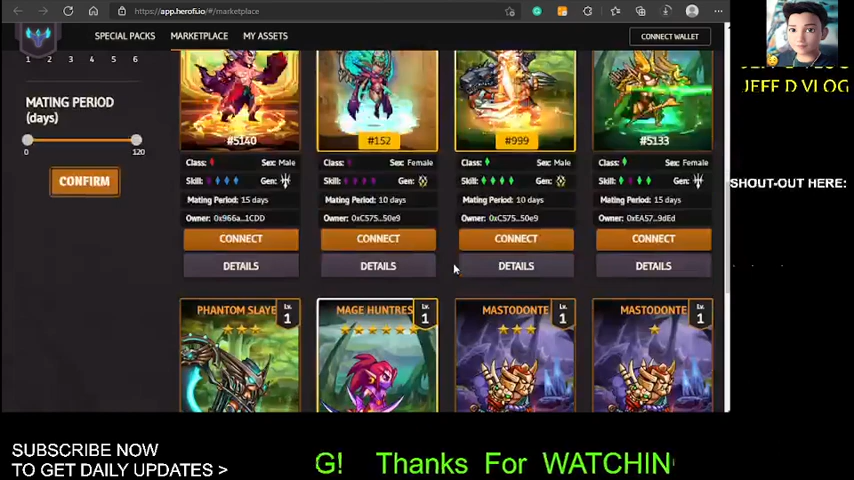 https://app.herofi.io/#/marketplace
SPECIAL PACKS MARKETPLACE MY ASSETS CONNECT WALLET
1 2 3 4 5 6
MATING PERIOD
(days)
0 120
CONFIRM
#5140 #152 #999 #5133
Class: Sex: Male Class: Sex: Female Class: Sex: Male Class: Sex: Female
Skill: Gen: Skill: Gen: Skill: Gen: Skill: Gen:
Mating Period: 15 days Mating Period: 10 days Mating Period: 10 days Mating Period: 15 days
Owner: 0x966a...1CDD Owner: 0xC575...50e9 Owner: 0xC575...50e9 Owner: 0xEA57...9dEd
CONNECT CONNECT CONNECT CONNECT
DETAILS DETAILS DETAILS DETAILS
PHANTOM SLAYE Lv. 1 MAGE HUNTRES Lv. 1 MASTODONTE Lv. 1 MASTODONTE Lv. 1
JEFF D VLOG
SHOUT-OUT HERE:
SUBSCRIBE NOW
TO GET DAILY UPDATES >
G! Thanks For WATCHIN